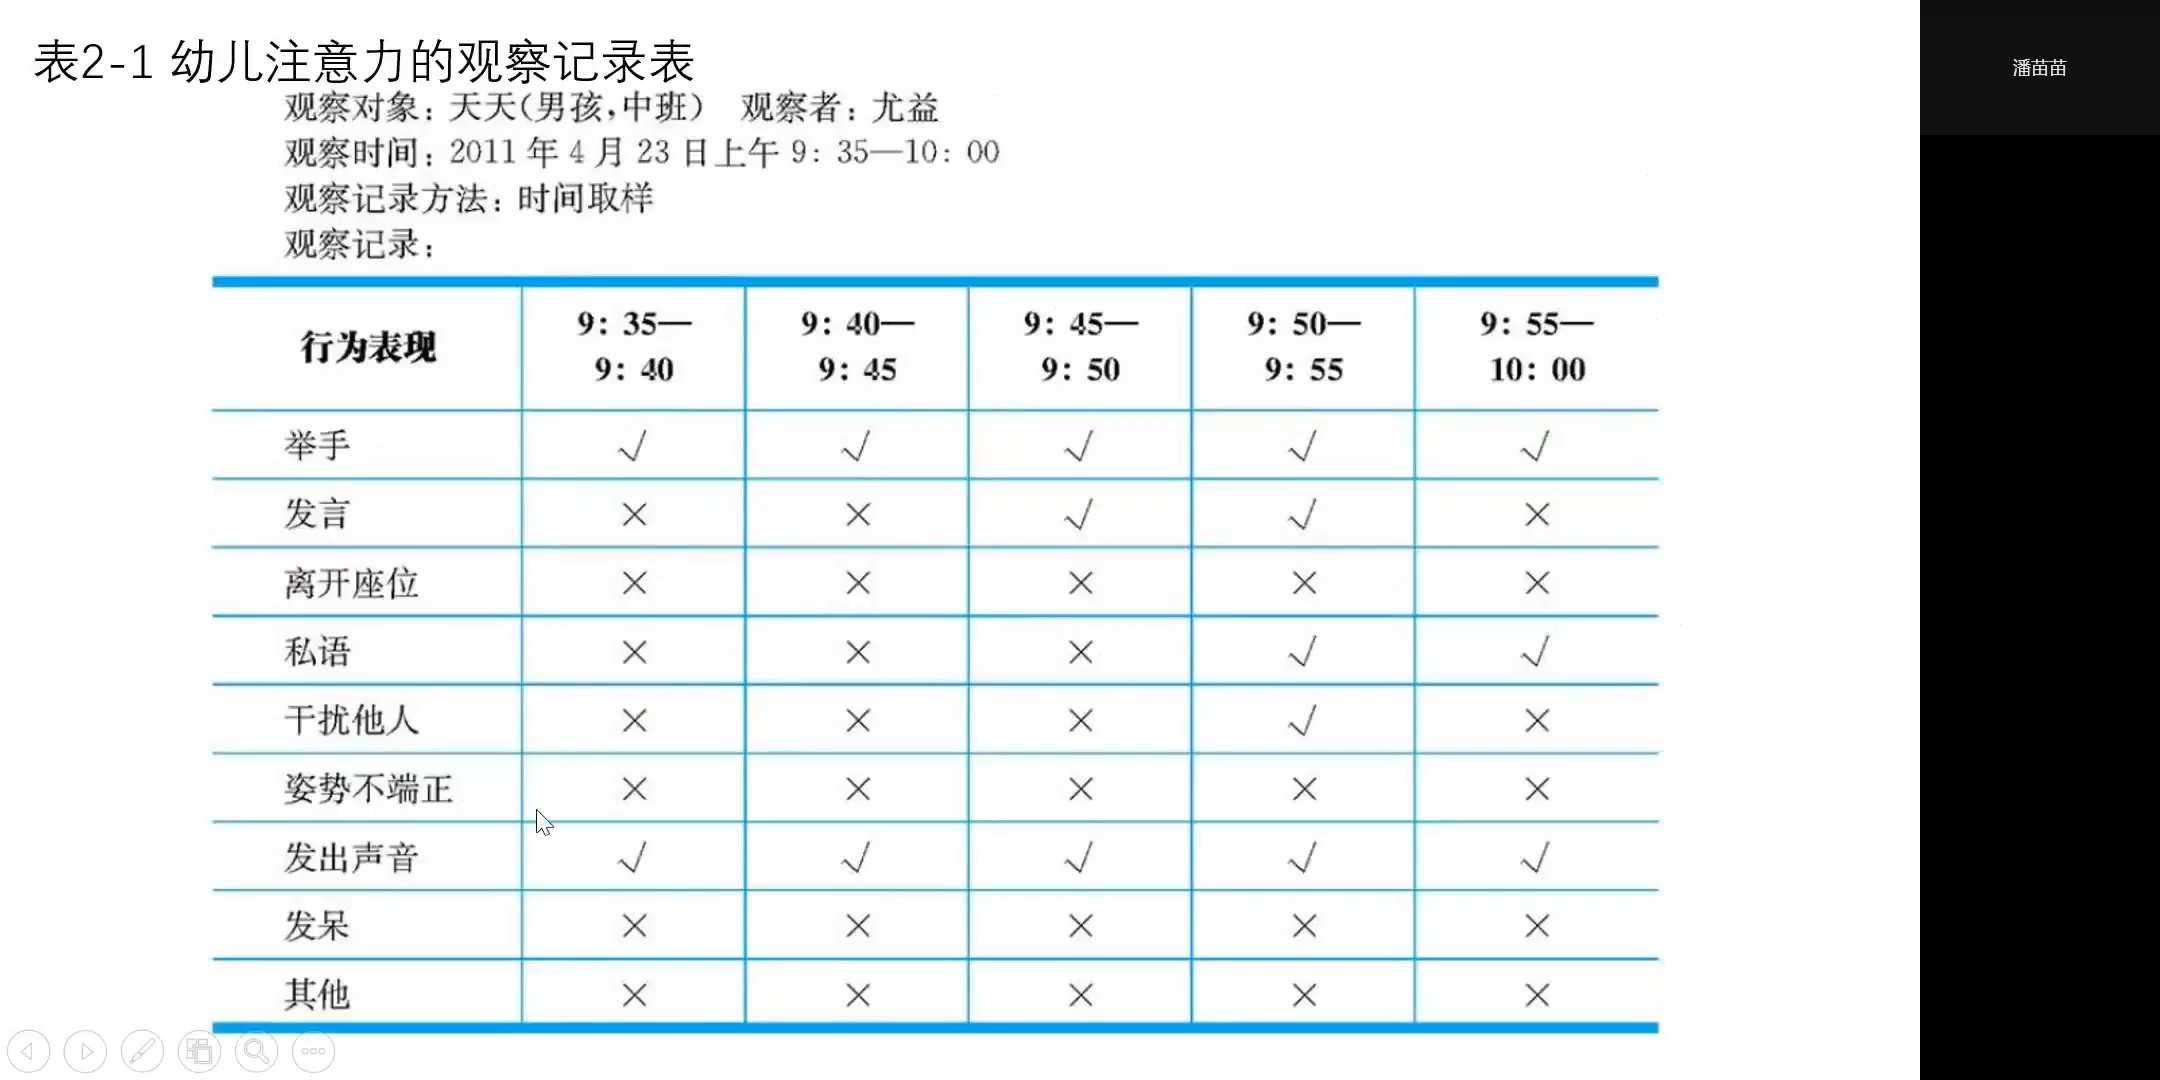 表2-1 幼儿注意力的观察记录表
潘苗苗
观察对象：天天（男孩,中班） 观察者：尤益
观察时间：2011 年 4 月 23 日上午 9：35—10：00
观察记录方法：时间取样
观察记录：
行为表现 9：35—9：40 9：40—9：45 9：45—9：50 9：50—9：55 9：55—10：00
举手 √ √ √ √ √
发言 × × √ √ ×
离开座位 × × × × ×
私语 × × × √ √
干扰他人 × × × √ ×
姿势不端正 × × × × ×
发出声音 √ √ √ √ √
发呆 × × × × ×
其他 × × × × ×